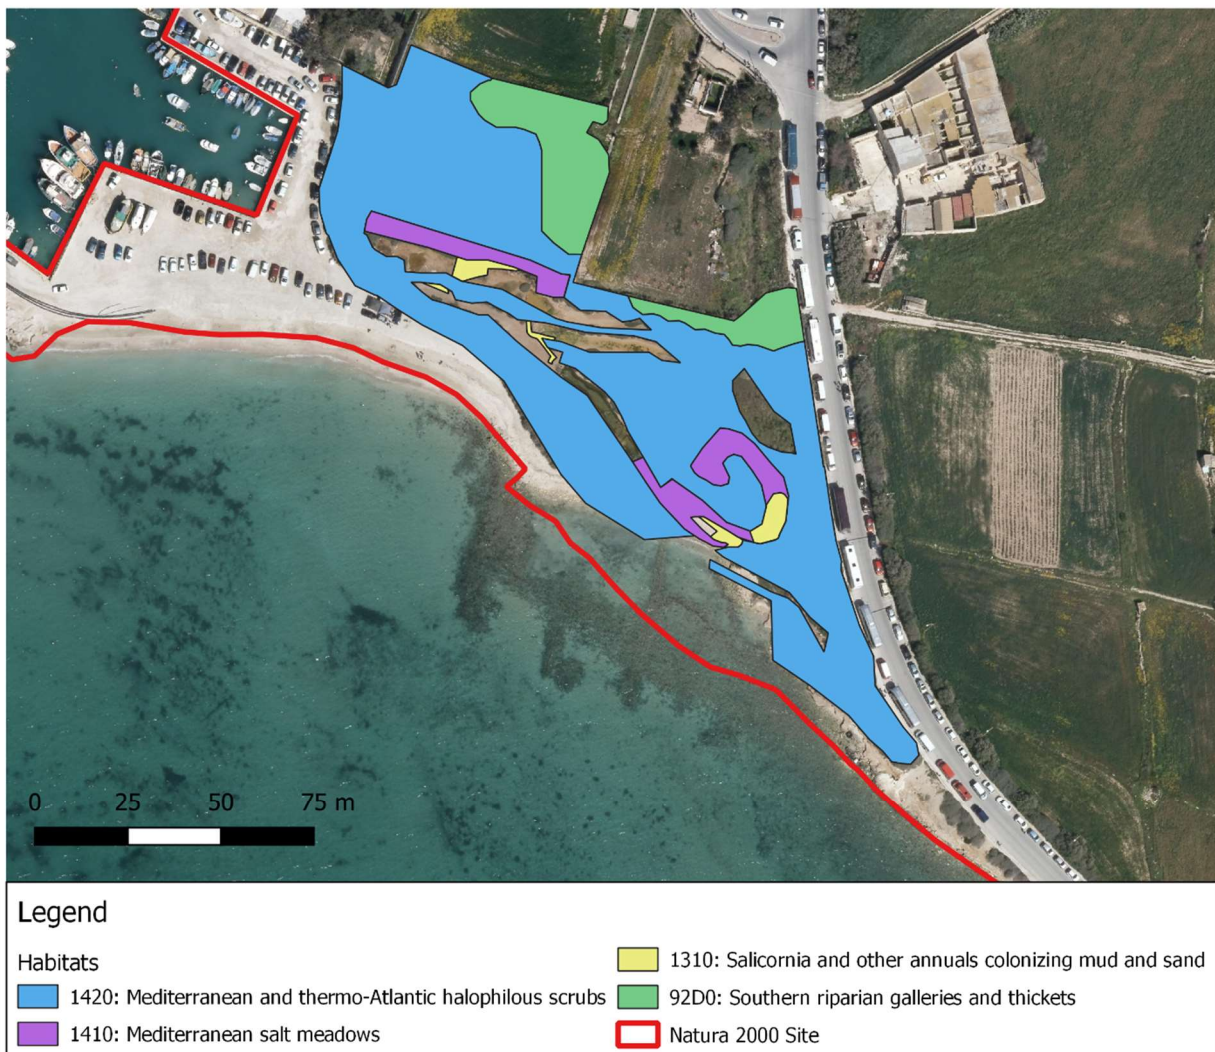 0 25 50 75 m
Legend
Habitats
1420: Mediterranean and thermo-Atlantic halophilous scrubs
1410: Mediterranean salt meadows
1310: Salicornia and other annuals colonizing mud and sand
92D0: Southern riparian galleries and thickets
Natura 2000 Site